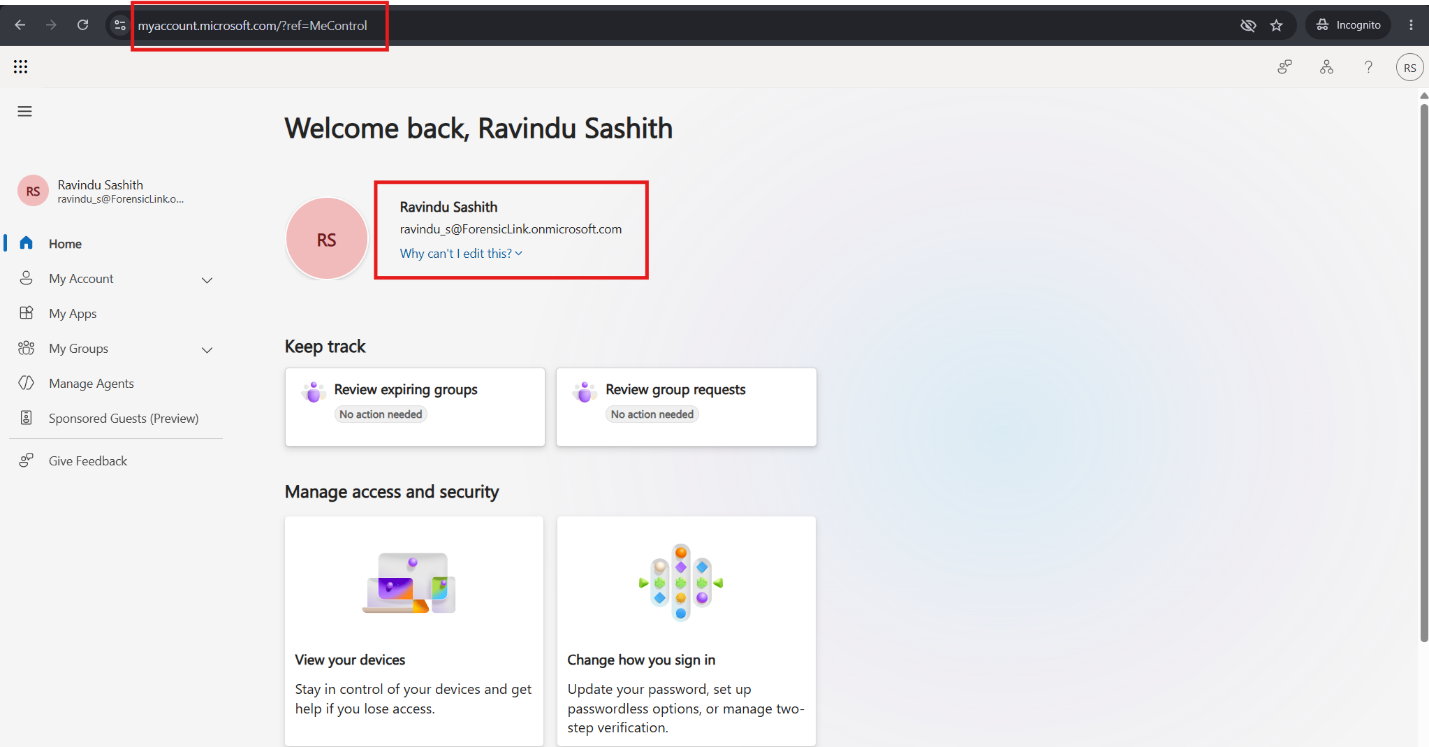 myaccount.microsoft.com/?ref=MeControl
Incognito
RS
Welcome back, Ravindu Sashith
RS
Ravindu Sashith
ravindu_s@ForensicLink.o...
RS
Ravindu Sashith
ravindu_s@ForensicLink.onmicrosoft.com
Why can't I edit this?
Home
My Account
My Apps
My Groups
Manage Agents
Sponsored Guests (Preview)
Give Feedback
Keep track
Review expiring groups
No action needed
Review group requests
No action needed
Manage access and security
View your devices
Stay in control of your devices and get
help if you lose access.
Change how you sign in
Update your password, set up
passwordless options, or manage two-
step verification.